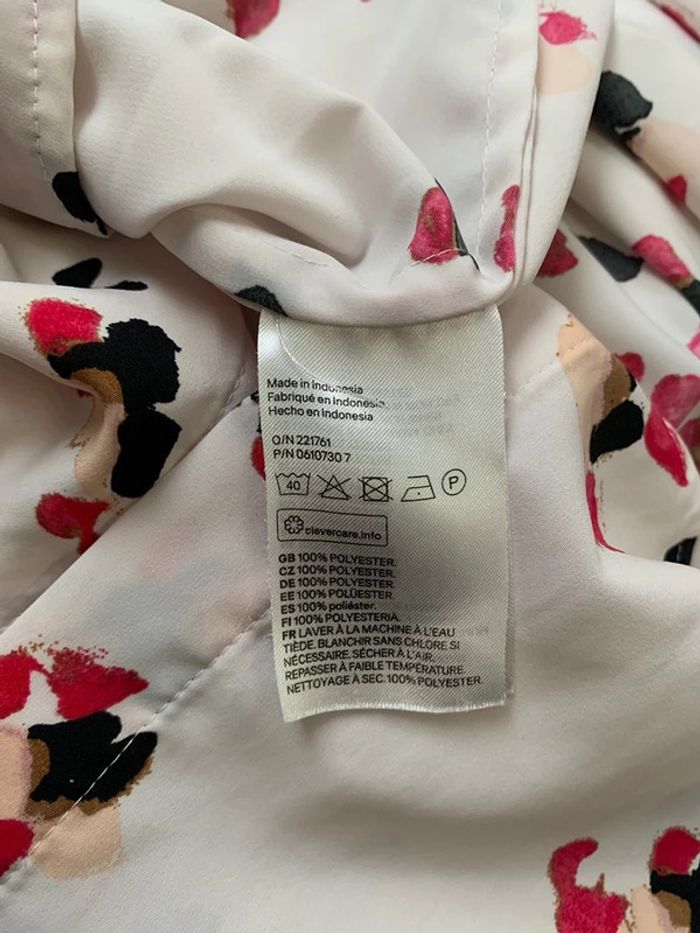 Made in Indonesia
Fabriqué en Indonésie
Hecho en Indonesia
O/N 221761
P/N 0610730 7
40 P
clevercare.info
GB 100% POLYESTER.
CZ 100% POLYESTER.
DE 100% POLYESTER.
EE 100% POLÜESTER.
ES 100% poliéster.
FI 100% POLYESTERIA.
FR LAVER À LA MACHINE À L'EAU
TIÈDE. BLANCHIR SANS CHLORE SI
NÉCESSAIRE. SÉCHER À L'AIR.
REPASSER À FAIBLE TEMPÉRATURE.
NETTOYAGE À SEC. 100% POLYESTER.